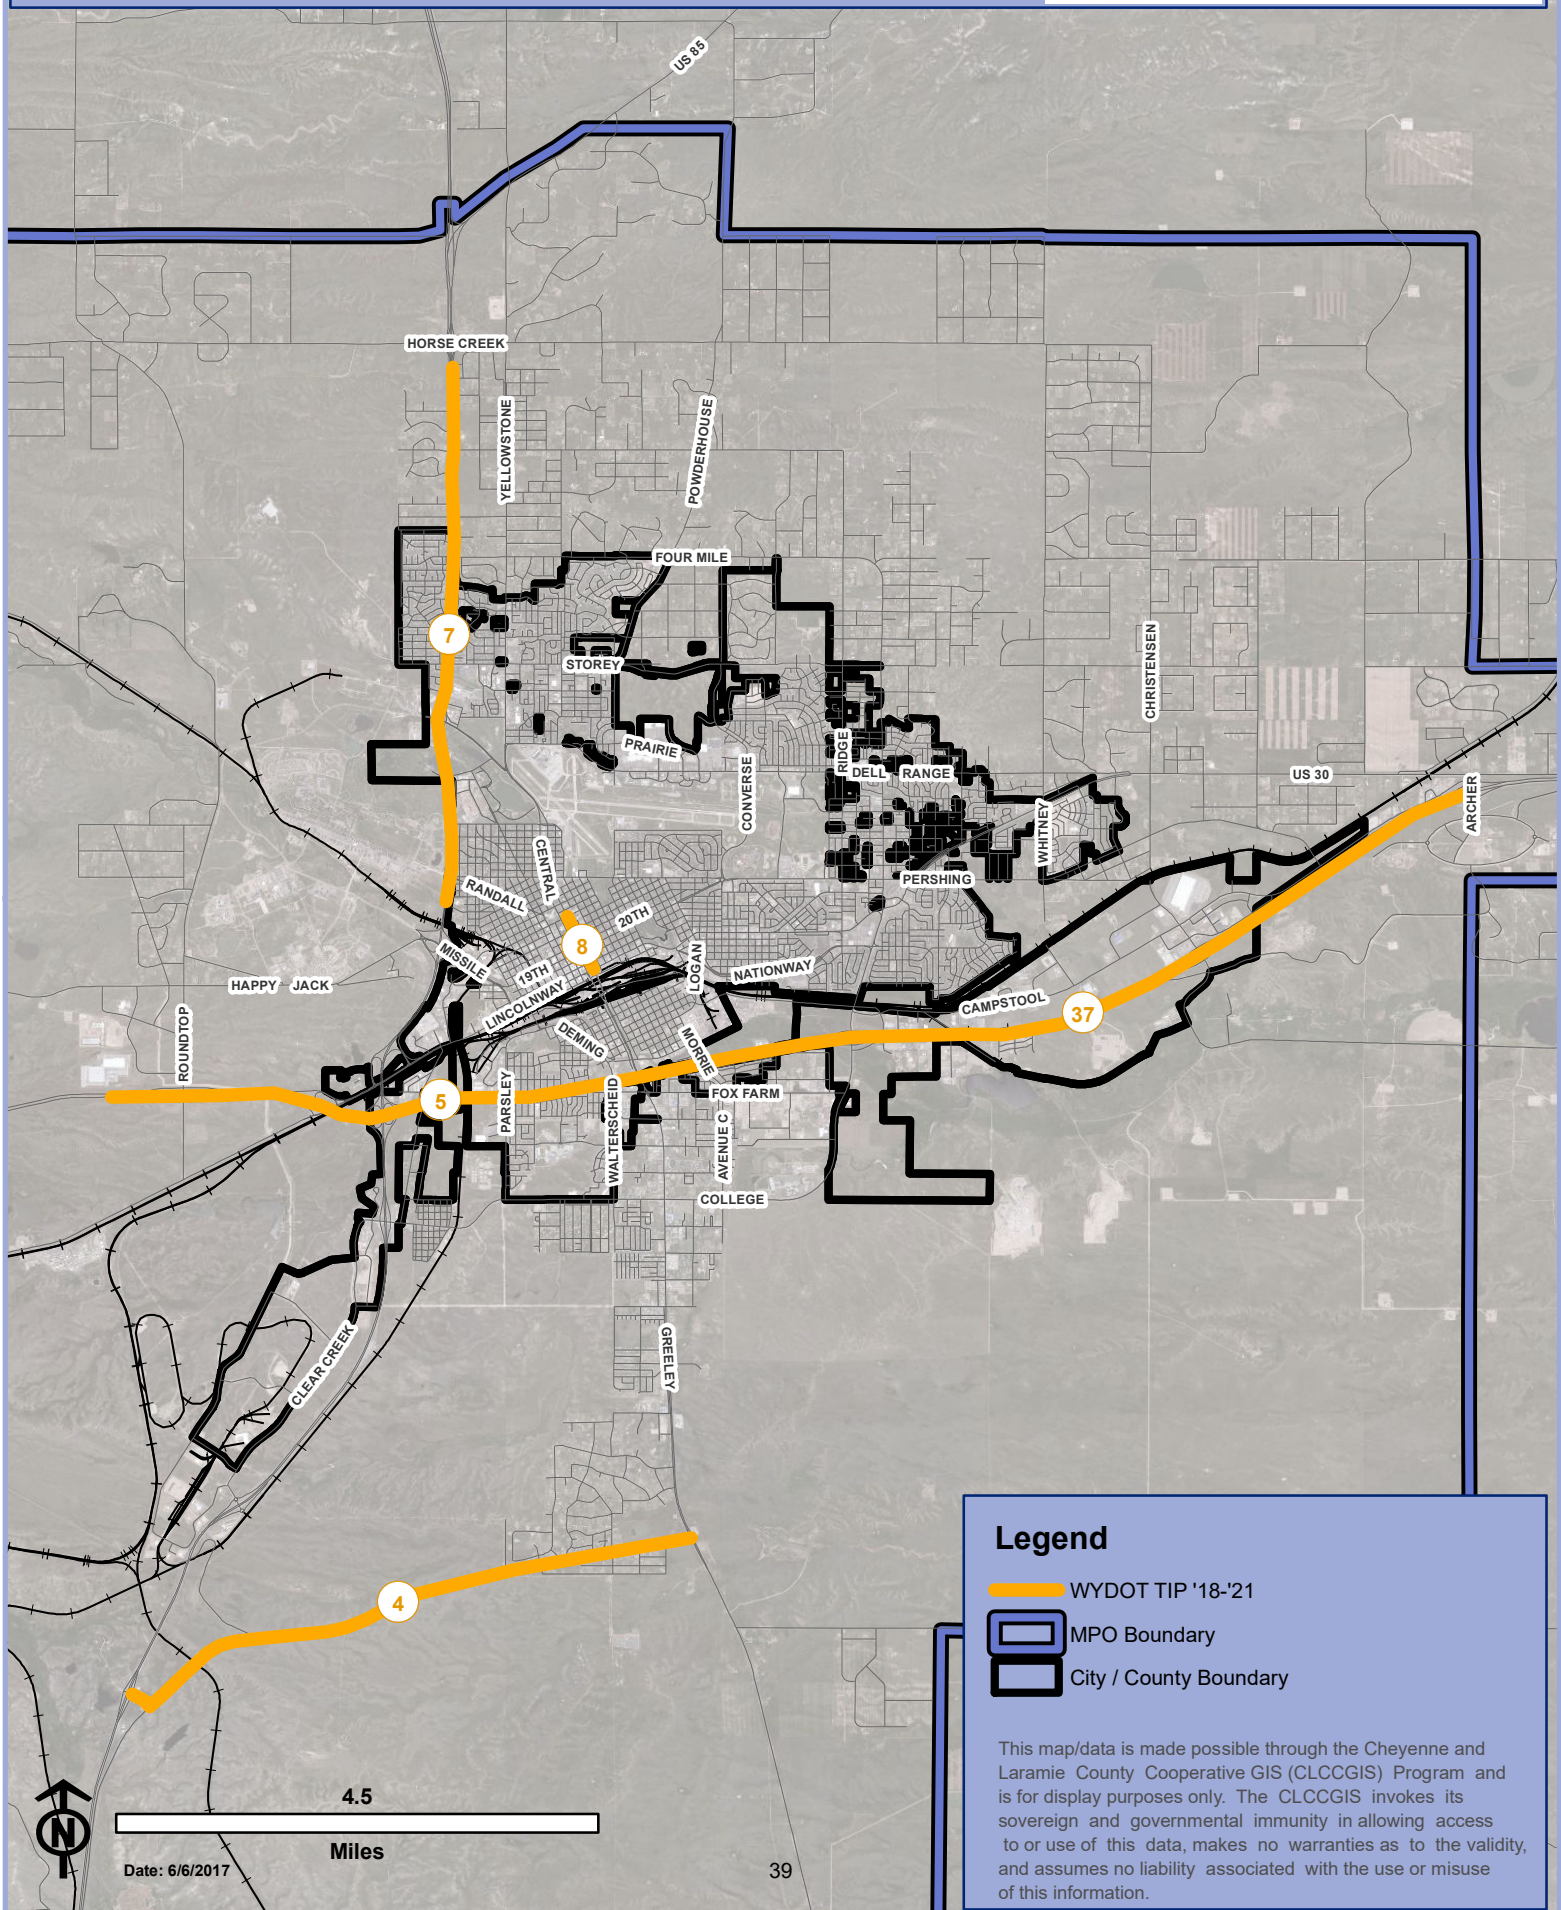 US 85
HORSE CREEK
YELLOWSTONE
POWDERHOUSE
FOUR MILE
7
STOREY
CHRISTENSEN
PRAIRIE
RIDGE
CONVERSE
DELL RANGE
US 30
ARCHER
WHITNEY
CENTRAL
RANDALL
PERSHING
20TH
8
MISSILE
19TH
LOGAN
NATIONWAY
HAPPY JACK
LINCOLNWAY
CAMPSTOOL
37
ROUNDTOP
DEMING
MORRIE
5
PARSLEY
WALTERSCHEID
FOX FARM
AVENUE C
COLLEGE
CLEAR CREEK
GREELEY
4
Legend
WYDOT TIP '18-'21
MPO Boundary
City / County Boundary
This map/data is made possible through the Cheyenne and
Laramie County Cooperative GIS (CLCCGIS) Program and
is for display purposes only. The CLCCGIS invokes its
sovereign and governmental immunity in allowing access
to or use of this data, makes no warranties as to the validity,
and assumes no liability associated with the use or misuse
of this information.
N
4.5
Miles
Date: 6/6/2017
39